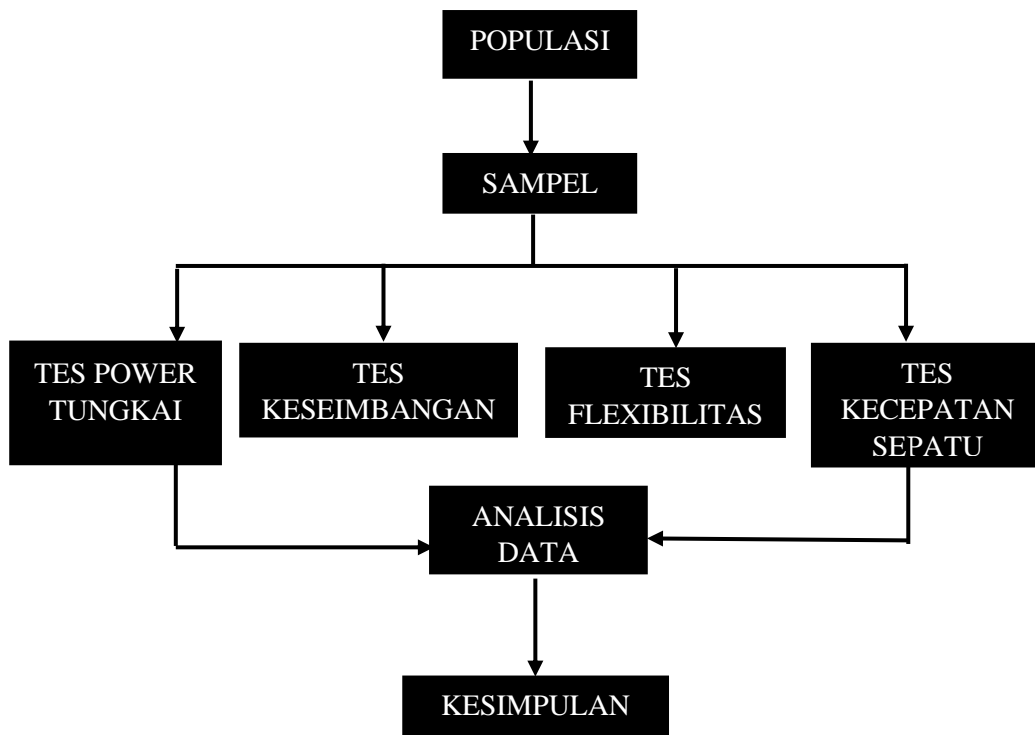 POPULASI
SAMPEL
TES POWER
TUNGKAI
TES
KESEIMBANGAN
TES
FLEXIBILITAS
TES
KECEPATAN
SEPATU
ANALISIS
DATA
KESIMPULAN